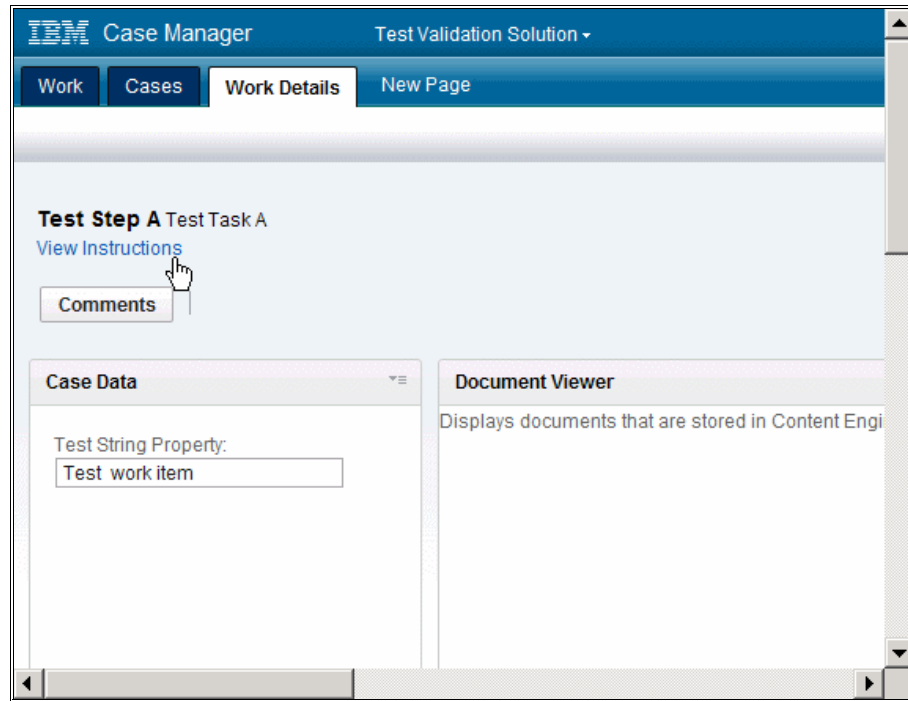 IBM Case Manager Test Validation Solution
Work Cases Work Details New Page
Test Step A Test Task A
View Instructions
Comments
Case Data
Document Viewer
Displays documents that are stored in Content Engi
Test String Property:
Test work item